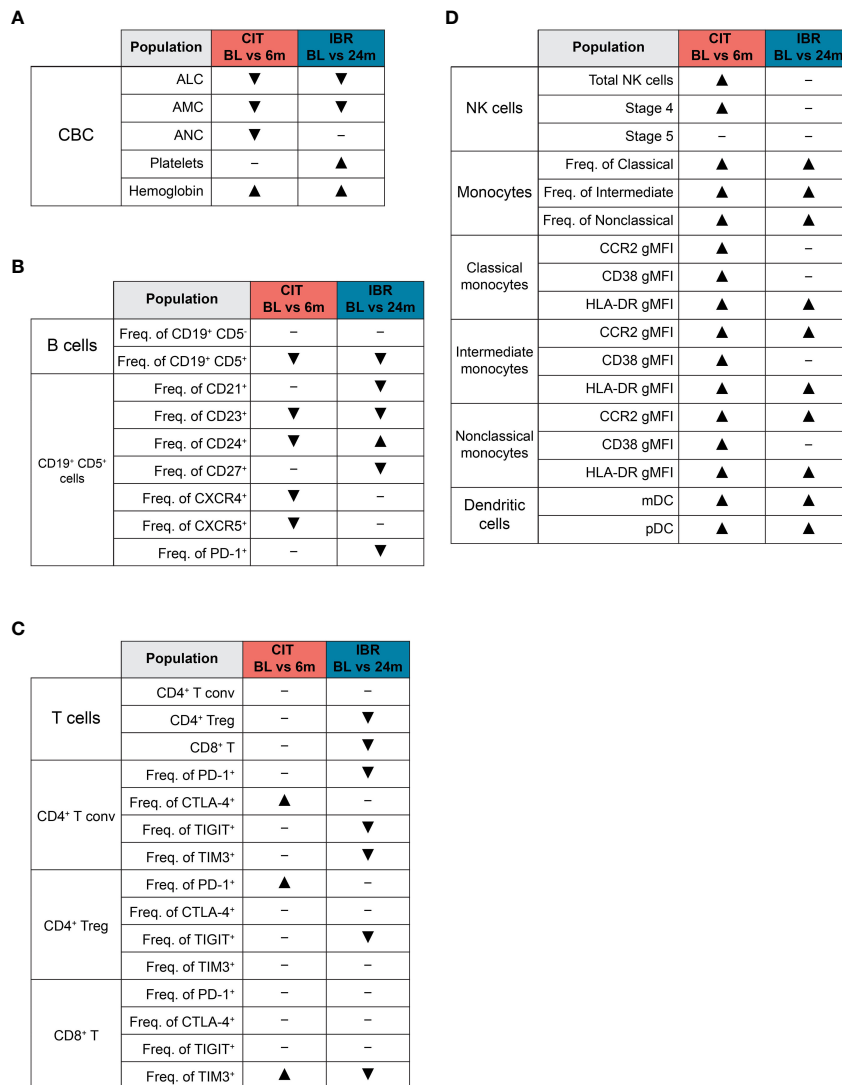 A
Population CIT BL vs 6m IBR BL vs 24m
CBC
ALC ▼ ▼
AMC ▼ ▼
ANC ▼ –
Platelets – ▲
Hemoglobin ▲ ▲
B
Population CIT BL vs 6m IBR BL vs 24m
B cells
Freq. of CD19⁺ CD5⁻ – –
Freq. of CD19⁺ CD5⁺ ▼ ▼
CD19⁺ CD5⁺ cells
Freq. of CD21⁺ – ▼
Freq. of CD23⁺ ▼ ▼
Freq. of CD24⁺ ▼ ▲
Freq. of CD27⁺ – ▼
Freq. of CXCR4⁺ ▼ –
Freq. of CXCR5⁺ ▼ –
Freq. of PD-1⁺ – ▼
C
Population CIT BL vs 6m IBR BL vs 24m
T cells
CD4⁺ T conv – –
CD4⁺ Treg – ▼
CD8⁺ T – ▼
CD4⁺ T conv
Freq. of PD-1⁺ – ▼
Freq. of CTLA-4⁺ ▲ –
Freq. of TIGIT⁺ – ▼
Freq. of TIM3⁺ – ▼
CD4⁺ Treg
Freq. of PD-1⁺ ▲ –
Freq. of CTLA-4⁺ – –
Freq. of TIGIT⁺ – ▼
Freq. of TIM3⁺ – –
CD8⁺ T
Freq. of PD-1⁺ – –
Freq. of CTLA-4⁺ – –
Freq. of TIGIT⁺ – –
Freq. of TIM3⁺ ▲ ▼
D
Population CIT BL vs 6m IBR BL vs 24m
NK cells
Total NK cells ▲ –
Stage 4 ▲ –
Stage 5 – –
Monocytes
Freq. of Classical ▲ ▲
Freq. of Intermediate ▲ ▲
Freq. of Nonclassical ▲ ▲
Classical monocytes
CCR2 gMFI ▲ –
CD38 gMFI ▲ –
HLA-DR gMFI ▲ ▲
Intermediate monocytes
CCR2 gMFI ▲ ▲
CD38 gMFI ▲ –
HLA-DR gMFI ▲ ▲
Nonclassical monocytes
CCR2 gMFI ▲ ▲
CD38 gMFI ▲ –
HLA-DR gMFI ▲ ▲
Dendritic cells
mDC ▲ ▲
pDC ▲ ▲